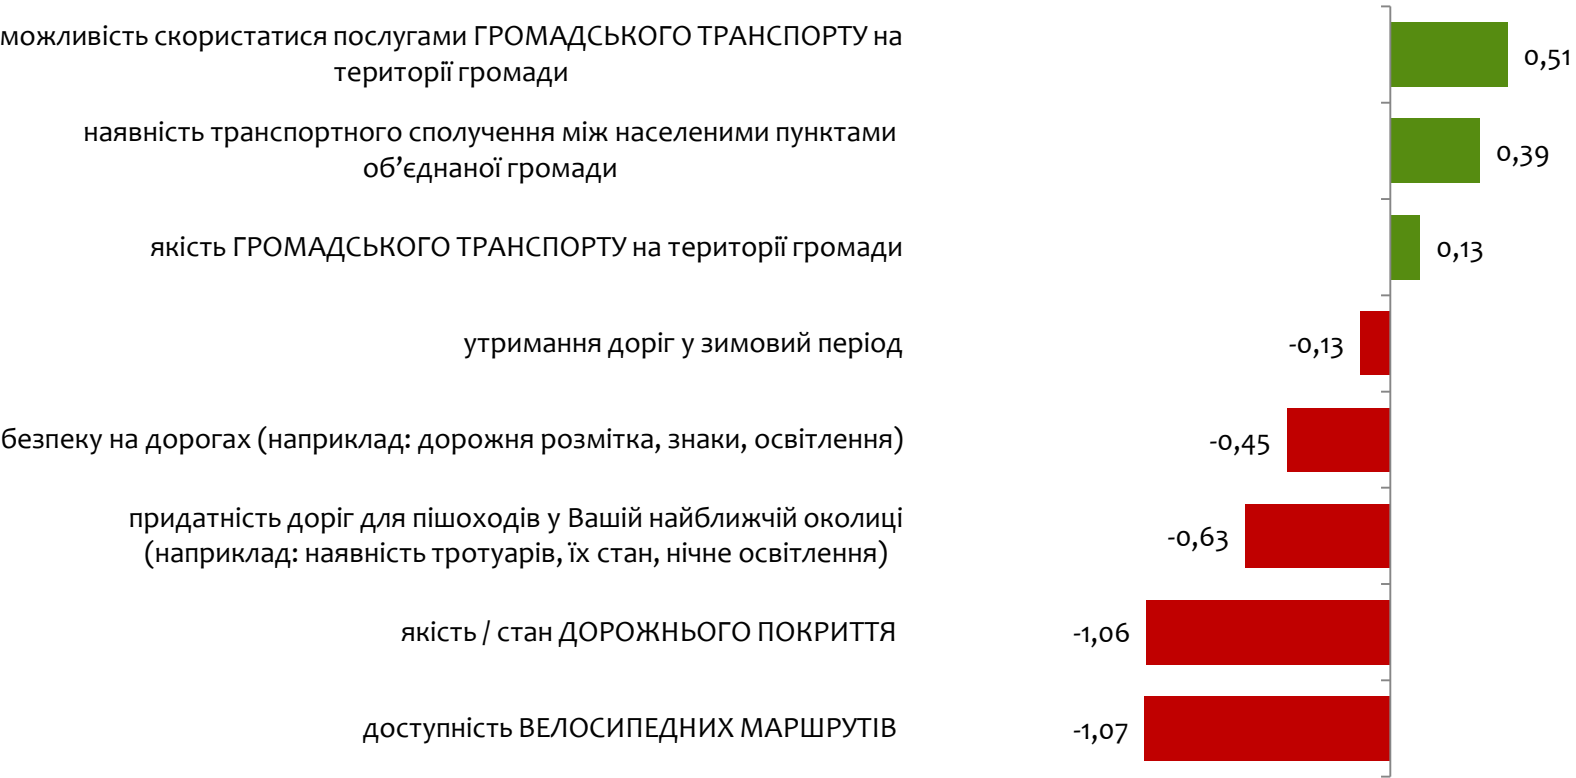 можливість скористатися послугами ГРОМАДСЬКОГО ТРАНСПОРТУ на
території громади
0,51
наявність транспортного сполучення між населеними пунктами
об’єднаної громади
0,39
якість ГРОМАДСЬКОГО ТРАНСПОРТУ на території громади
0,13
утримання доріг у зимовий період
-0,13
безпеку на дорогах (наприклад: дорожня розмітка, знаки, освітлення)
-0,45
придатність доріг для пішоходів у Вашій найближчій околиці
(наприклад: наявність тротуарів, їх стан, нічне освітлення)
-0,63
якість / стан ДОРОЖНЬОГО ПОКРИТТЯ
-1,06
доступність ВЕЛОСИПЕДНИХ МАРШРУТІВ
-1,07